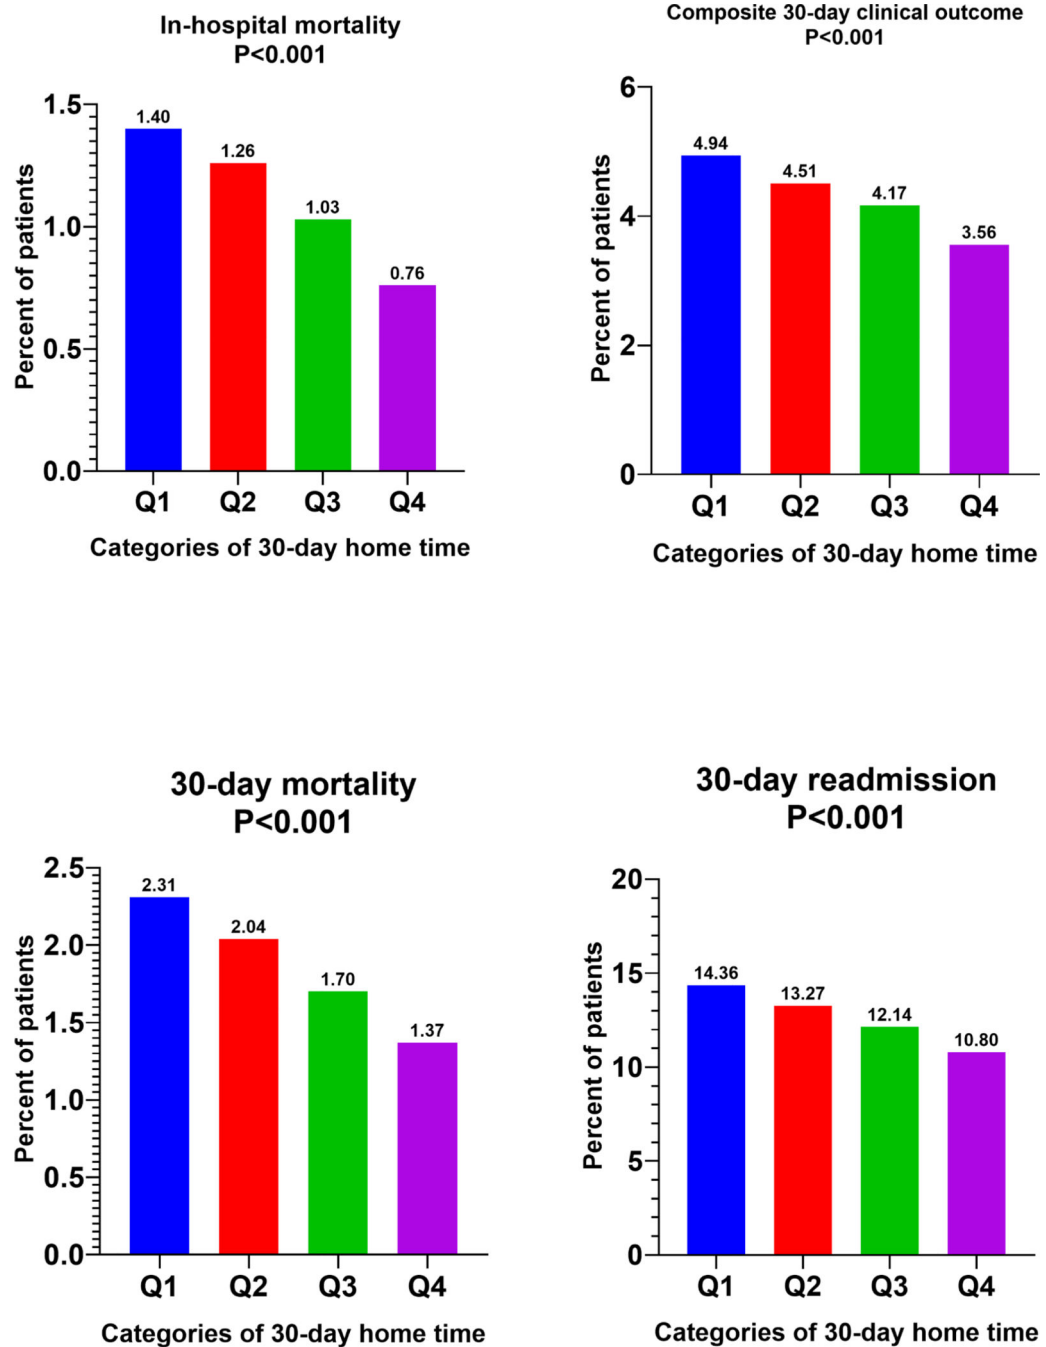 In-hospital mortality
P<0.001
Percent of patients
1.5
1.0
0.5
0.0
1.40
1.26
1.03
0.76
Q1 Q2 Q3 Q4
Categories of 30-day home time
Composite 30-day clinical outcome
P<0.001
Percent of patients
6
4
2
0
4.94
4.51
4.17
3.56
Q1 Q2 Q3 Q4
Categories of 30-day home time
30-day mortality
P<0.001
Percent of patients
2.5
2.0
1.5
1.0
0.5
0.0
2.31
2.04
1.70
1.37
Q1 Q2 Q3 Q4
Categories of 30-day home time
30-day readmission
P<0.001
Percent of patients
20
15
10
5
0
14.36
13.27
12.14
10.80
Q1 Q2 Q3 Q4
Categories of 30-day home time